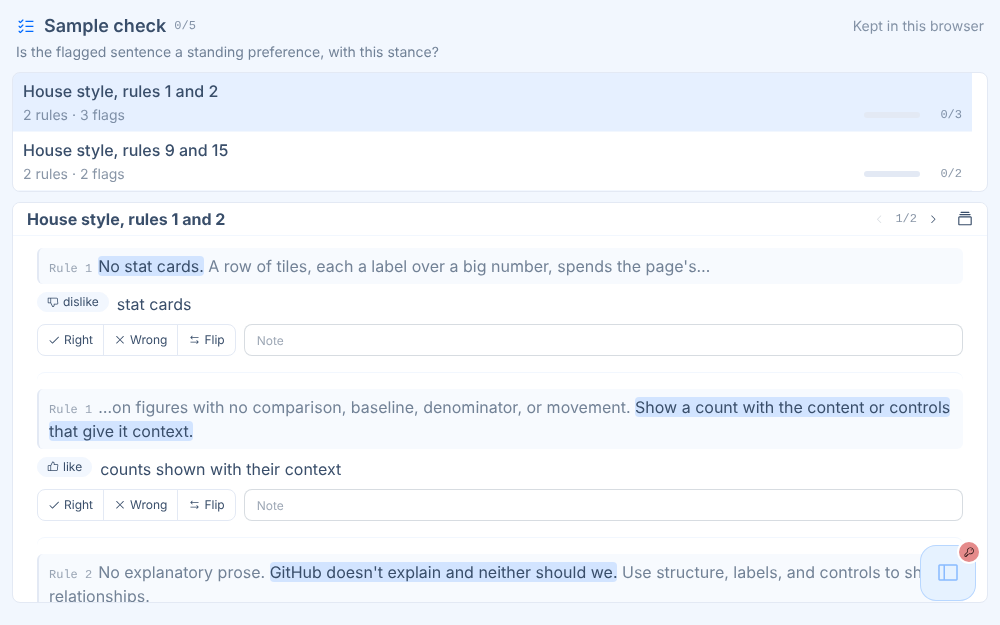 Sample check 0/5
Kept in this browser
Is the flagged sentence a standing preference, with this stance?
House style, rules 1 and 2
2 rules · 3 flags
0/3
House style, rules 9 and 15
2 rules · 2 flags
0/2
House style, rules 1 and 2
1/2
Rule 1 No stat cards. A row of tiles, each a label over a big number, spends the page's...
dislike stat cards
Right Wrong Flip Note
Rule 1 ...on figures with no comparison, baseline, denominator, or movement. Show a count with the content or controls
that give it context.
like counts shown with their context
Right Wrong Flip Note
Rule 2 No explanatory prose. GitHub doesn't explain and neither should we. Use structure, labels, and controls to
relationships.